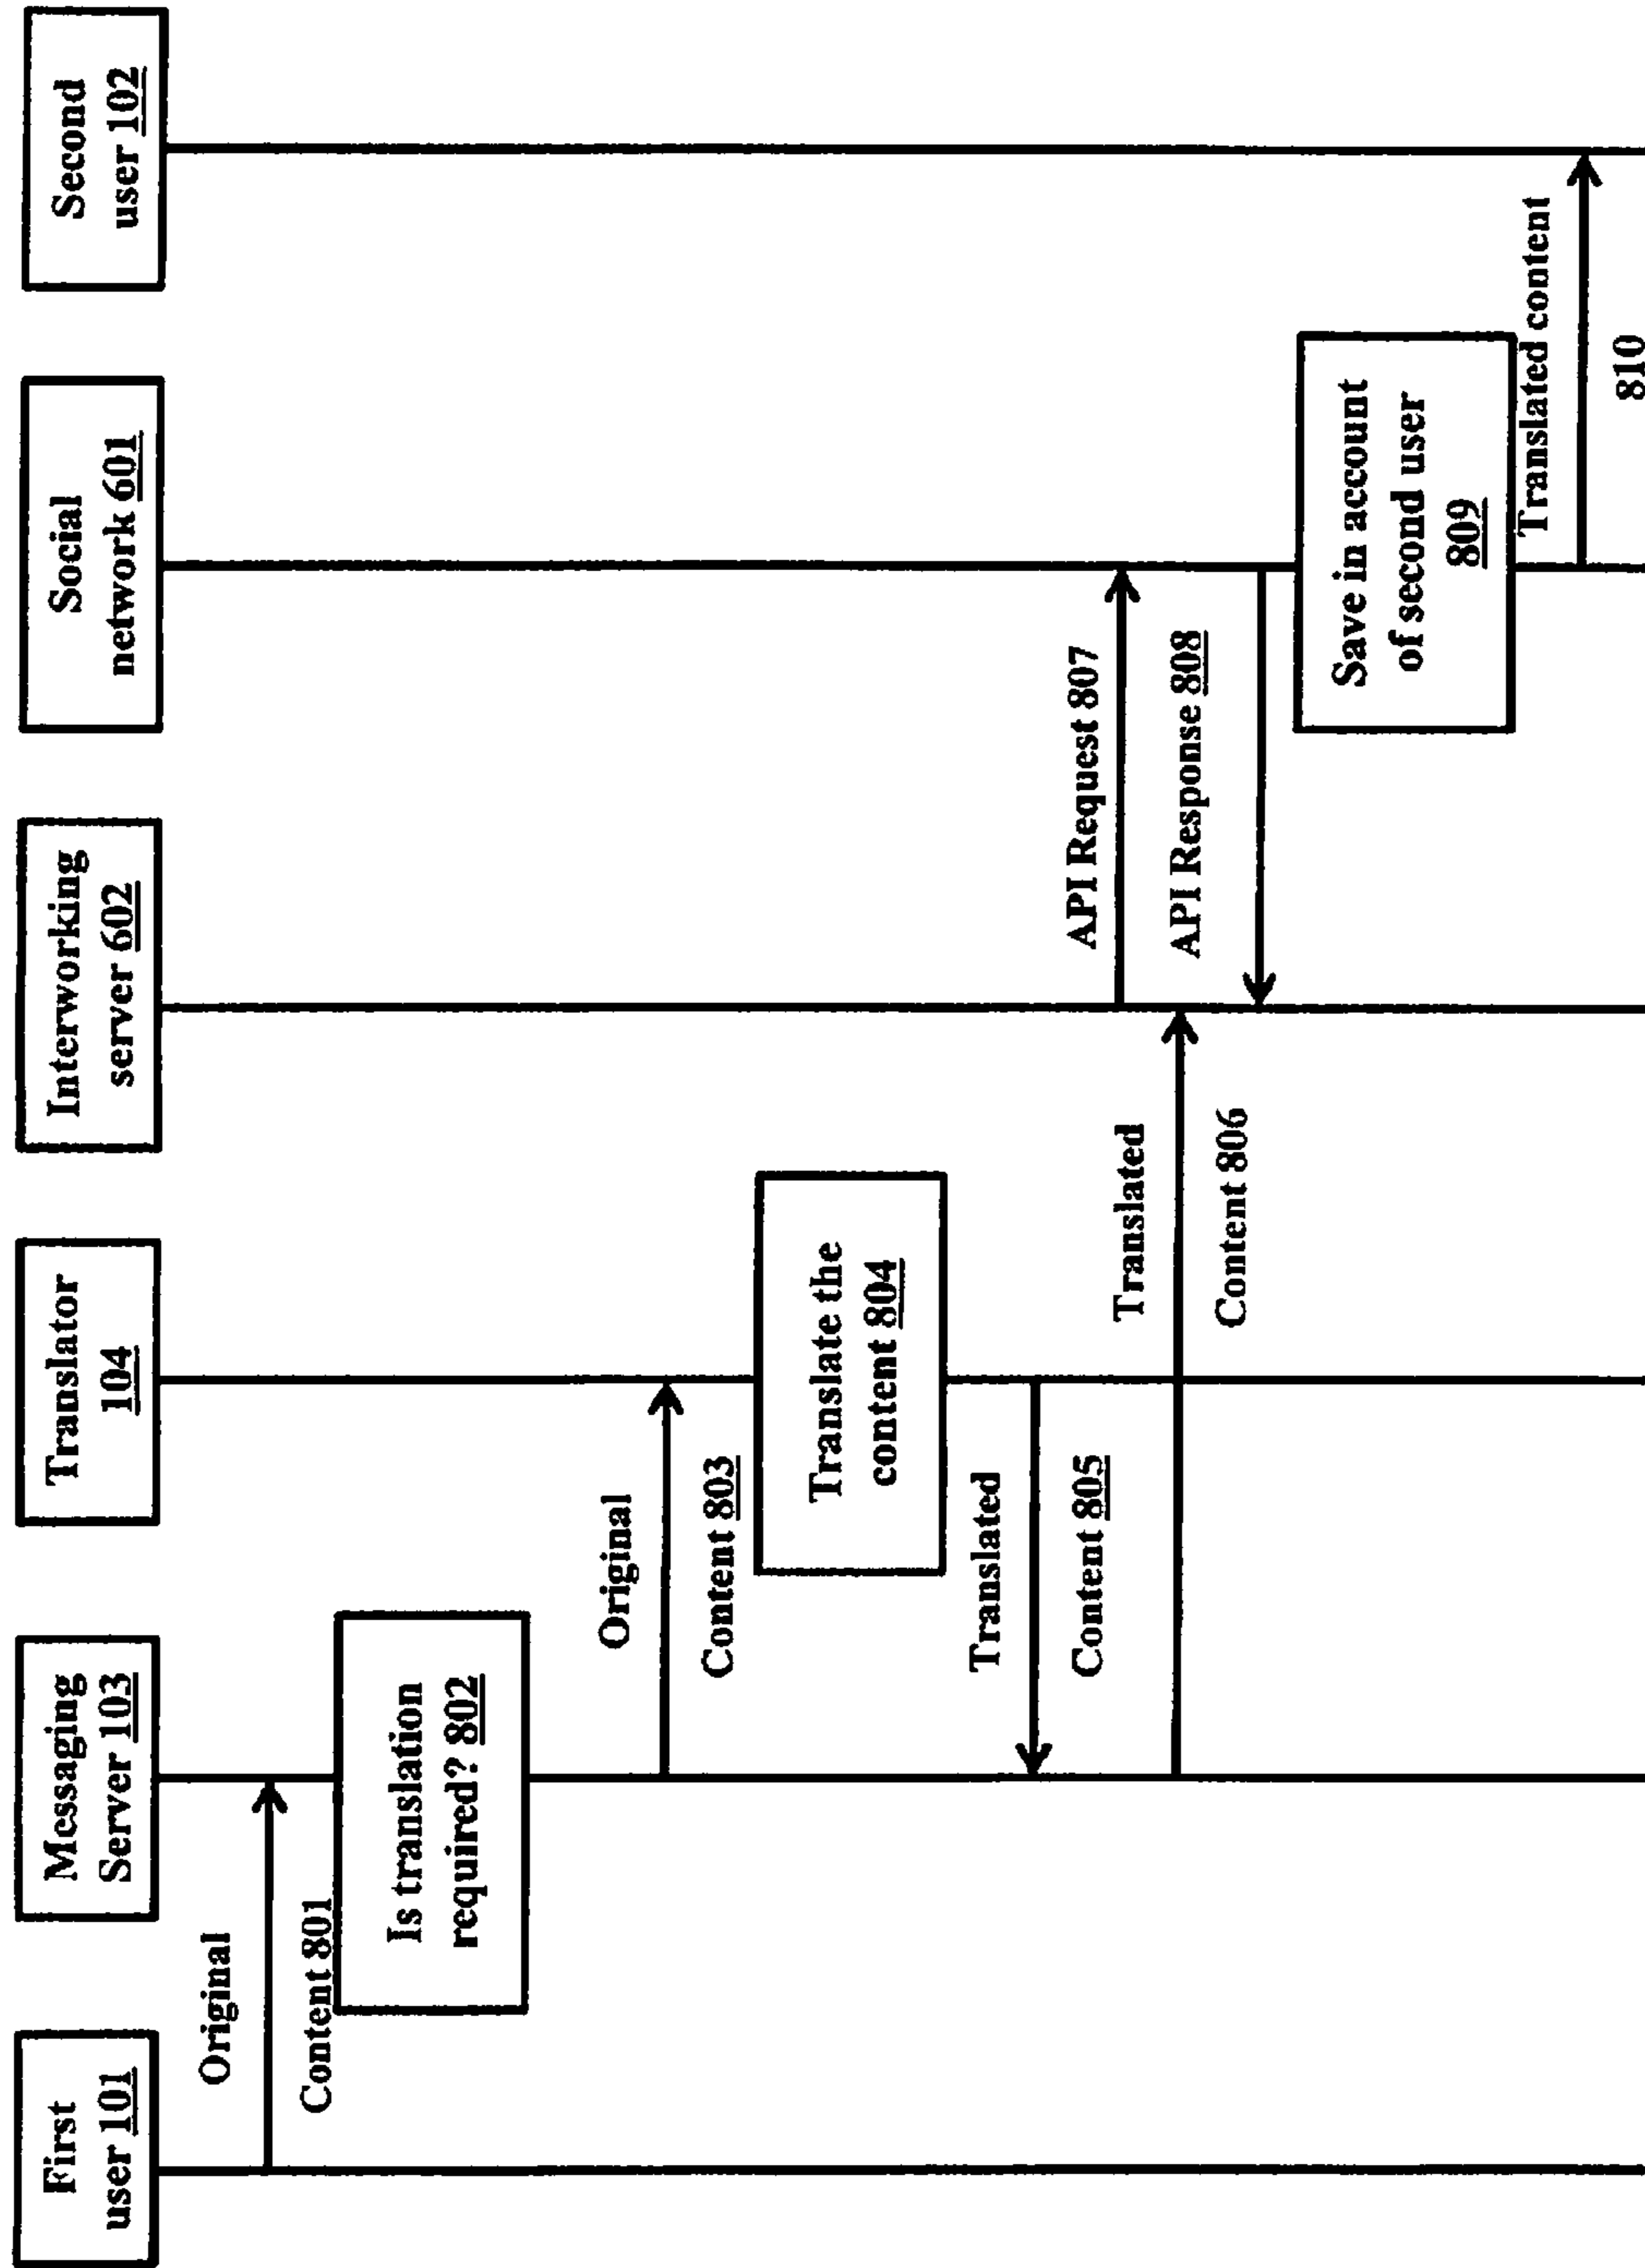 First
user 101
Messaging
Server 103
Translator
104
Interworking
server 602
Social
network 601
Second
user 102
Original
Content 801
Is translation
required? 802
Original
Content 803
Translate the
content 804
Translated
Content 805
Translated
Content 806
API Request 807
API Response 808
Save in account
of second user
809
Translated content
810